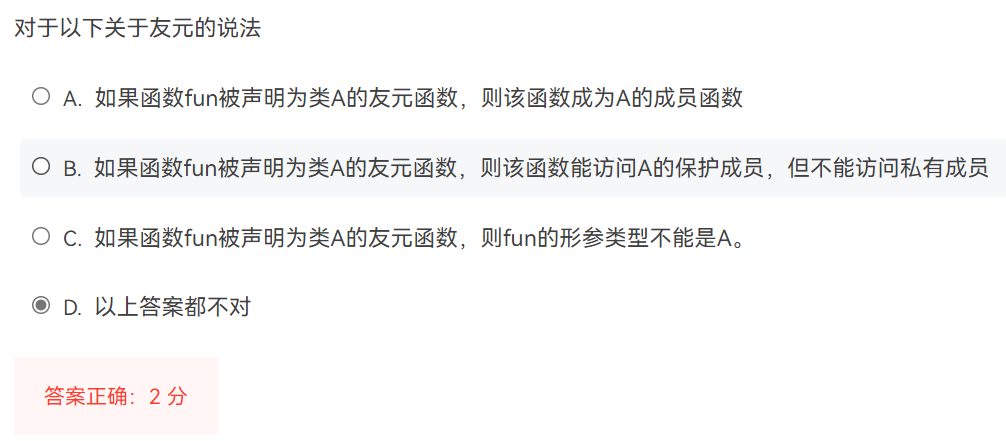 对于以下关于友元的说法
A. 如果函数fun被声明为类A的友元函数，则该函数成为A的成员函数
B. 如果函数fun被声明为类A的友元函数，则该函数能访问A的保护成员，但不能访问私有成员
C. 如果函数fun被声明为类A的友元函数，则fun的形参类型不能是A。
D. 以上答案都不对
答案正确：2 分